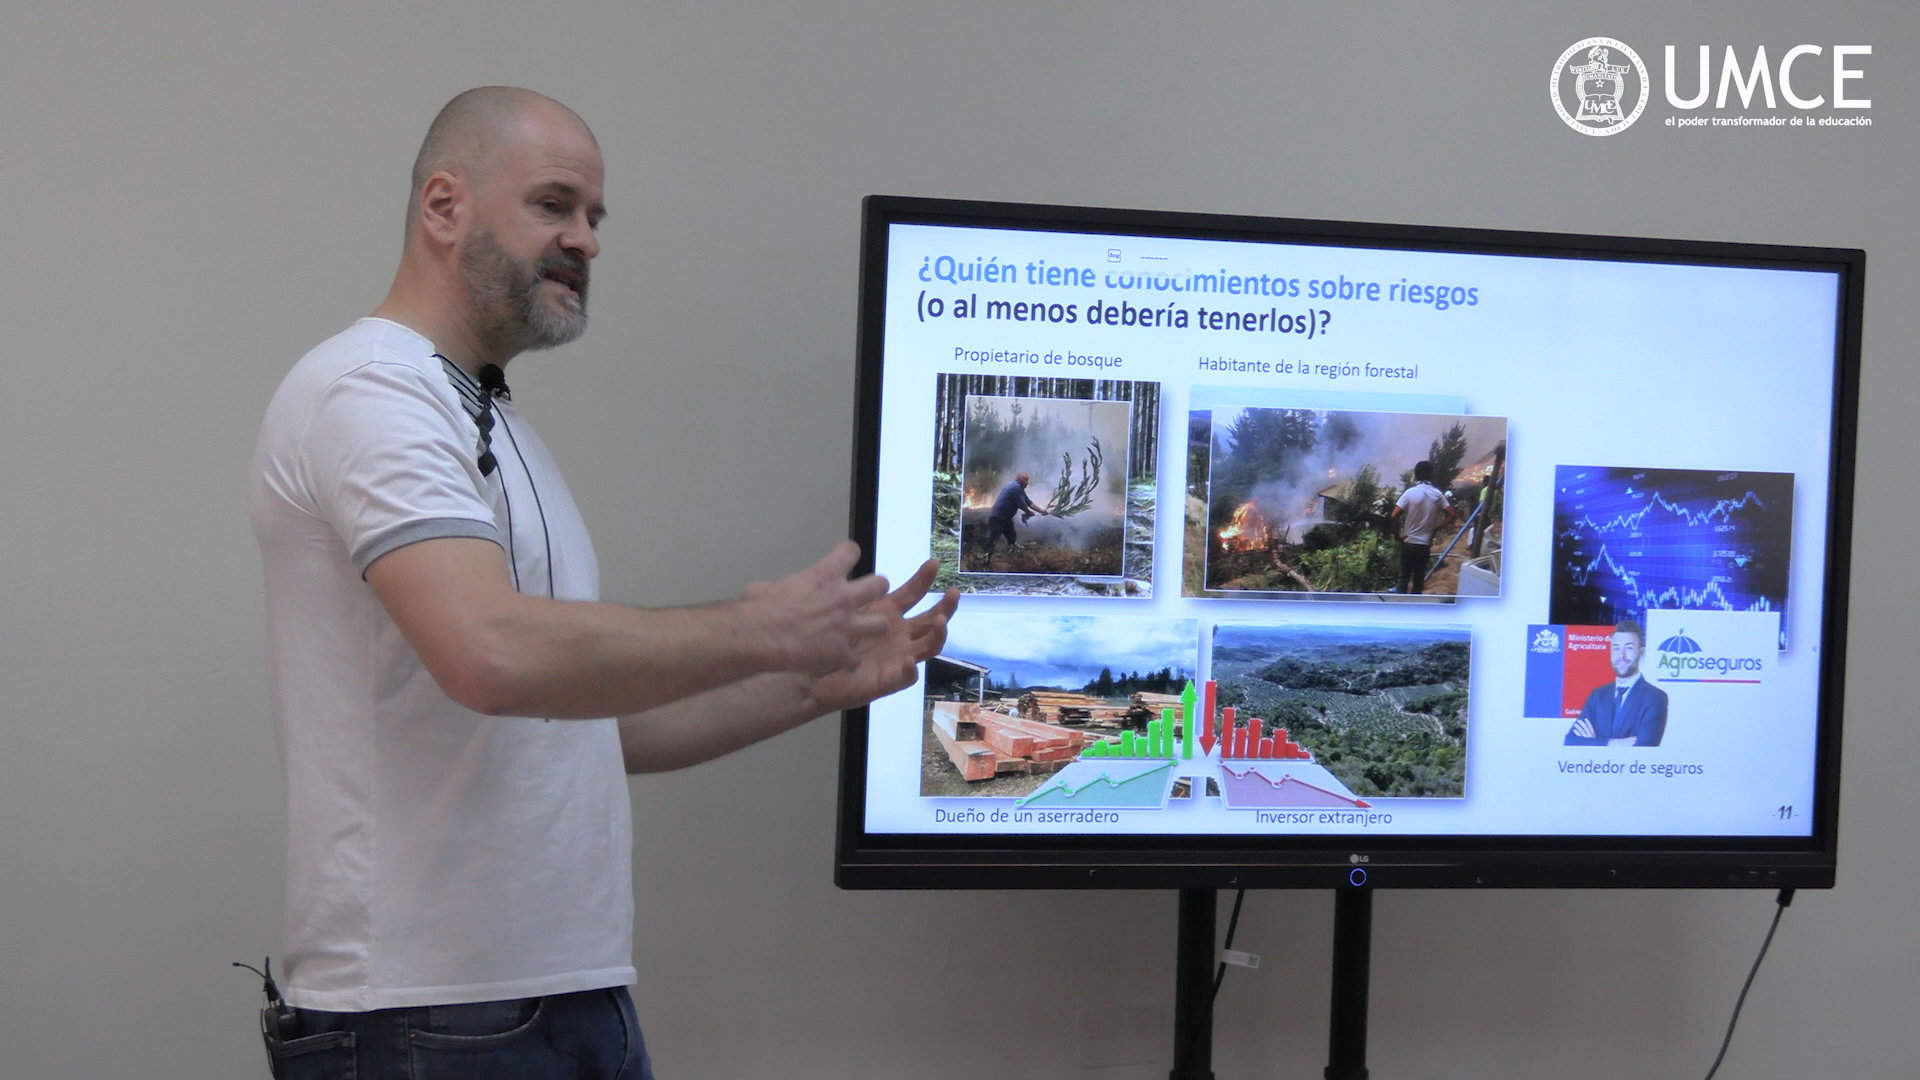 UMCE
el poder transformador de la educación
¿Quién tiene conocimientos sobre riesgos
(o al menos debería tenerlos)?
Propietario de bosque
Habitante de la región forestal
Ministerio de
Agricultura
Agroseguros
Vendedor de seguros
Dueño de un aserradero
Inversor extranjero
- 11 -
LG